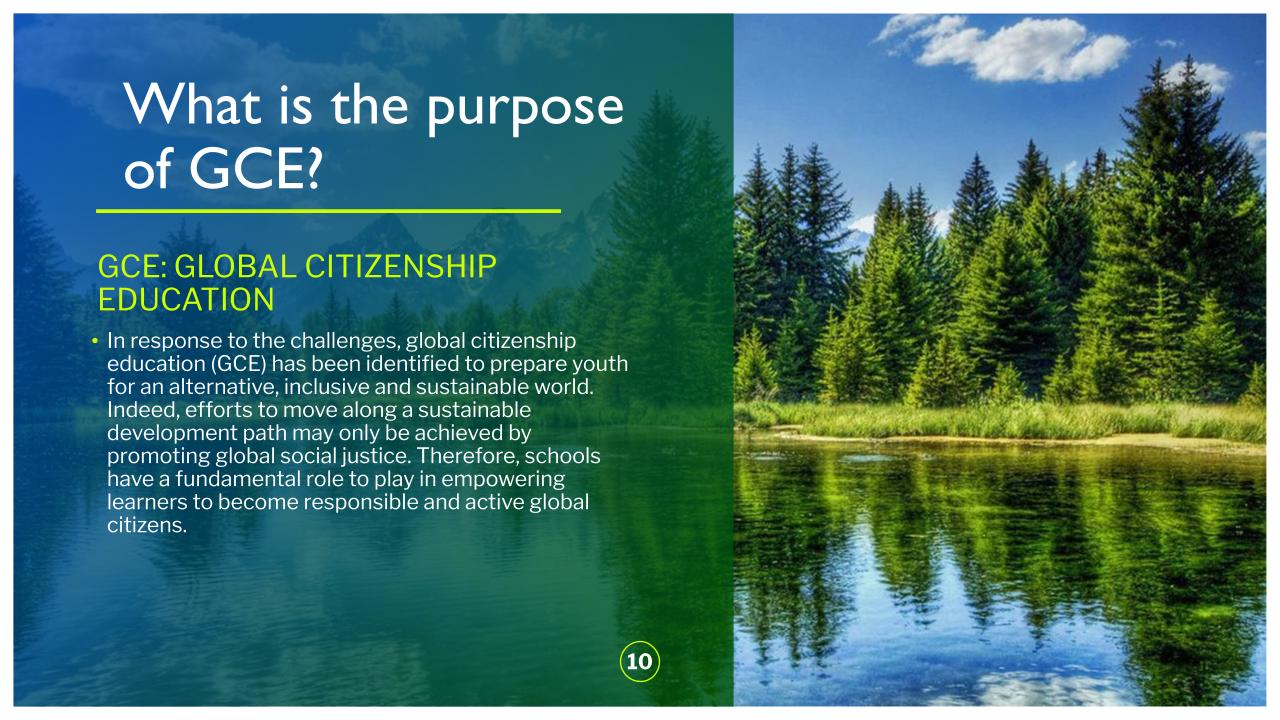 What is the purpose
of GCE?
GCE: GLOBAL CITIZENSHIP
EDUCATION
• In response to the challenges, global citizenship
education (GCE) has been identified to prepare youth
for an alternative, inclusive and sustainable world.
Indeed, efforts to move along a sustainable
development path may only be achieved by
promoting global social justice. Therefore, schools
have a fundamental role to play in empowering
learners to become responsible and active global
citizens.
10